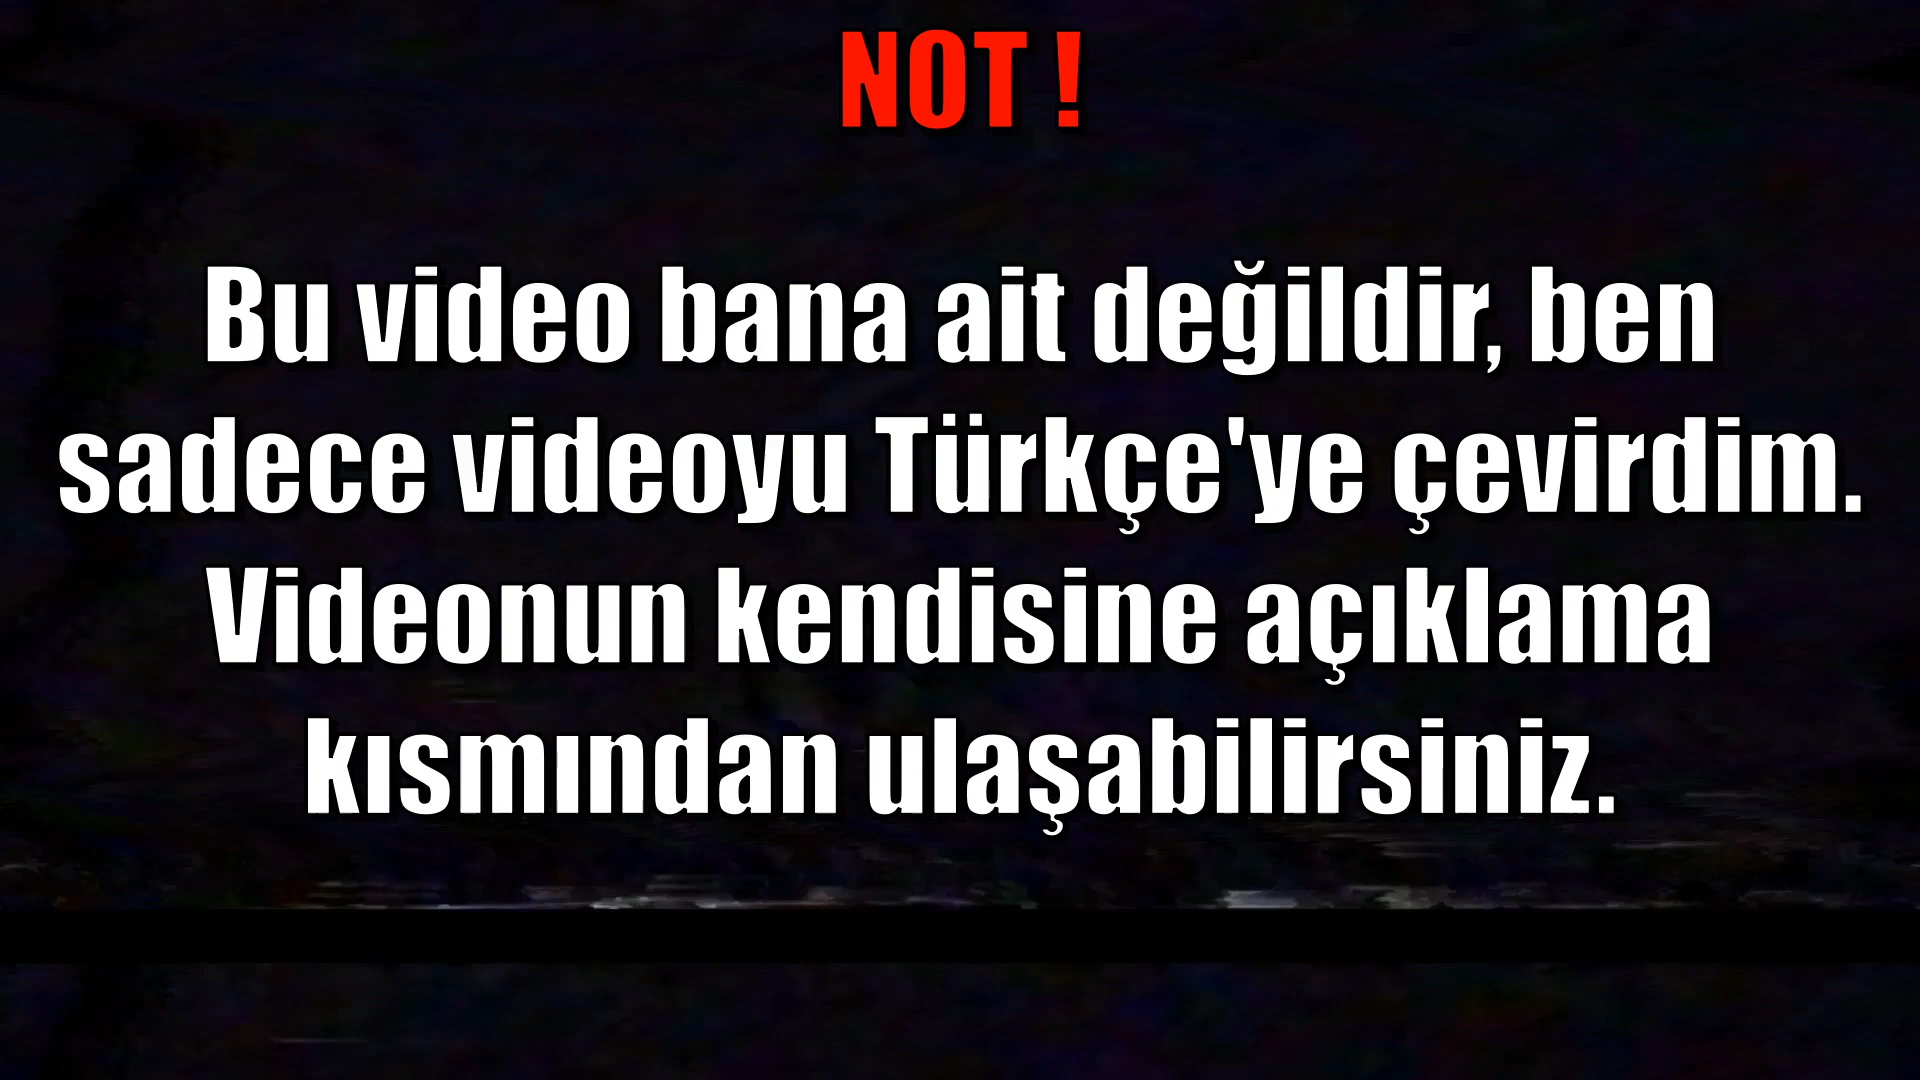 NOT !
Bu video bana ait değildir, ben
sadece videoyu Türkçe'ye çevirdim.
Videonun kendisine açıklama
kısmından ulaşabilirsiniz.